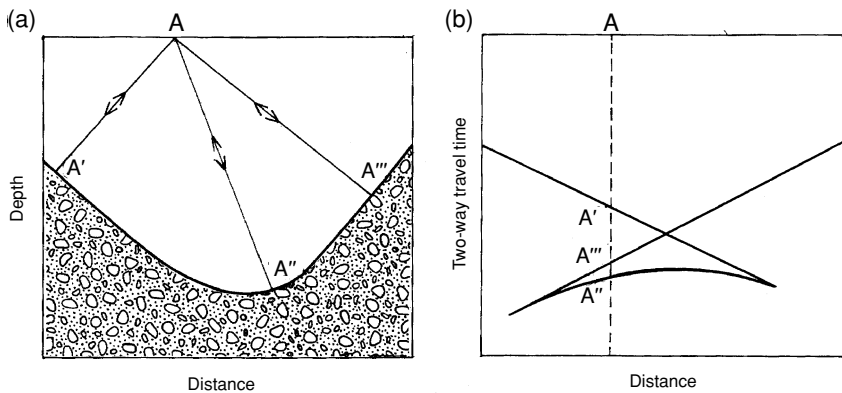 (a)
A
A′
A‴
A″
Depth
Distance
(b)
A
A′
A‴
A″
Two-way travel time
Distance